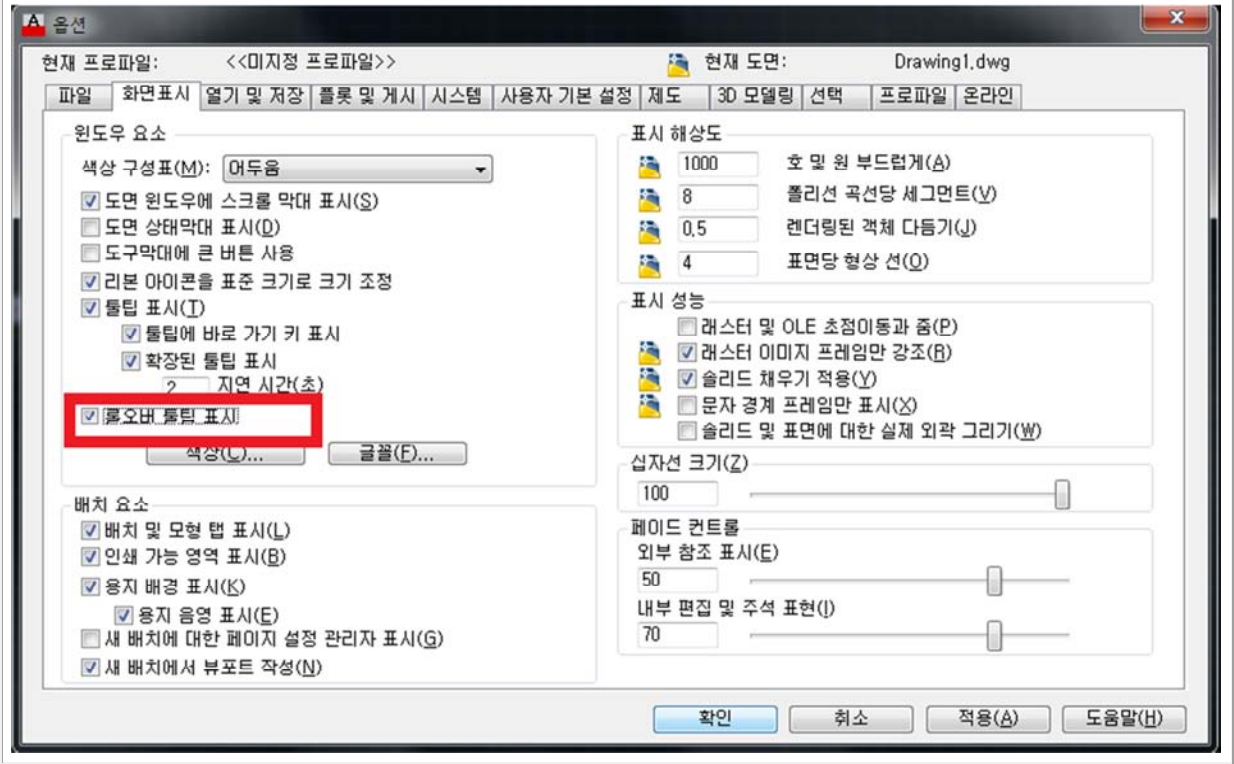 옵션
현재 프로파일: <<미지정 프로파일>> 현재 도면: Drawing1.dwg
파일 화면표시 열기 및 저장 플롯 및 게시 시스템 사용자 기본 설정 제도 3D 모델링 선택 프로파일 온라인
윈도우 요소
색상 구성표(M): 어두움
도면 윈도우에 스크롤 막대 표시(S)
도면 상태막대 표시(D)
도구막대에 큰 버튼 사용
리본 아이콘을 표준 크기로 크기 조정
툴팁 표시(T)
툴팁에 바로 가기 키 표시
확장된 툴팁 표시
2 지연 시간(초)
롤오버 툴팁 표시
색상(C)... 글꼴(F)...
배치 요소
배치 및 모형 탭 표시(L)
인쇄 가능 영역 표시(B)
용지 배경 표시(K)
용지 음영 표시(E)
새 배치에 대한 페이지 설정 관리자 표시(G)
새 배치에서 뷰포트 작성(N)
표시 해상도
1000 호 및 원 부드럽게(A)
8 폴리선 곡선당 세그먼트(V)
0.5 렌더링된 객체 다듬기(J)
4 표면당 형상 선(O)
표시 성능
래스터 및 OLE 초점이동과 줌(P)
래스터 이미지 프레임만 강조(R)
솔리드 채우기 적용(Y)
문자 경계 프레임만 표시(X)
솔리드 및 표면에 대한 실제 외곽 그리기(W)
십자선 크기(Z)
100
페이드 컨트롤
외부 참조 표시(E)
50
내부 편집 및 주석 표현(I)
70
확인 취소 적용(A) 도움말(H)